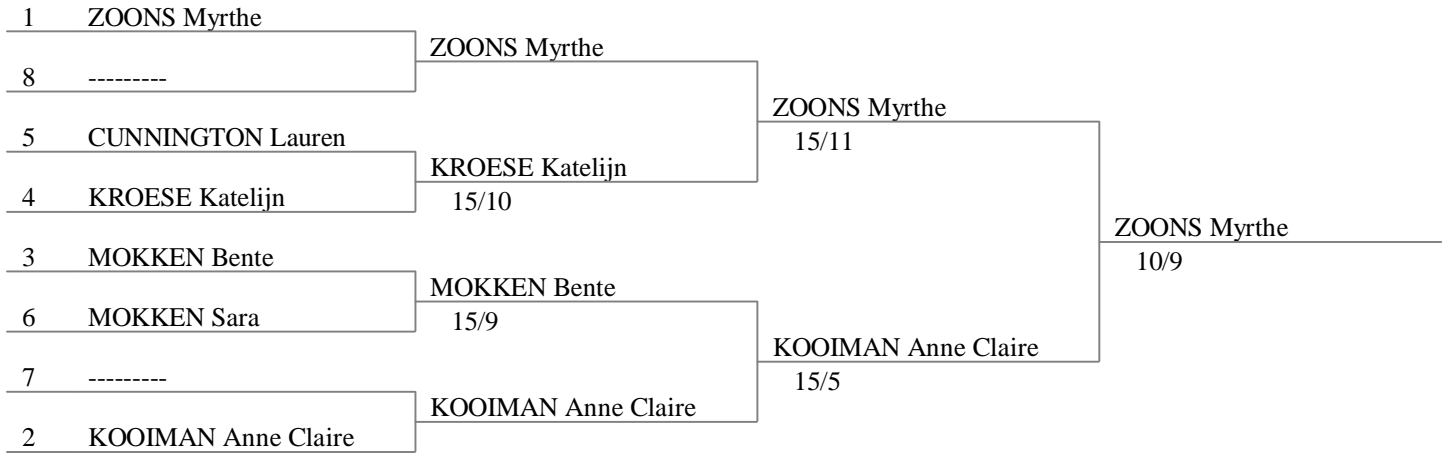 1 ZOONS Myrthe
8 ---------
5 CUNNINGTON Lauren
4 KROESE Katelijn
3 MOKKEN Bente
6 MOKKEN Sara
7 ---------
2 KOOIMAN Anne Claire
ZOONS Myrthe
KROESE Katelijn
15/10
MOKKEN Bente
15/9
KOOIMAN Anne Claire
ZOONS Myrthe
15/11
KOOIMAN Anne Claire
15/5
ZOONS Myrthe
10/9